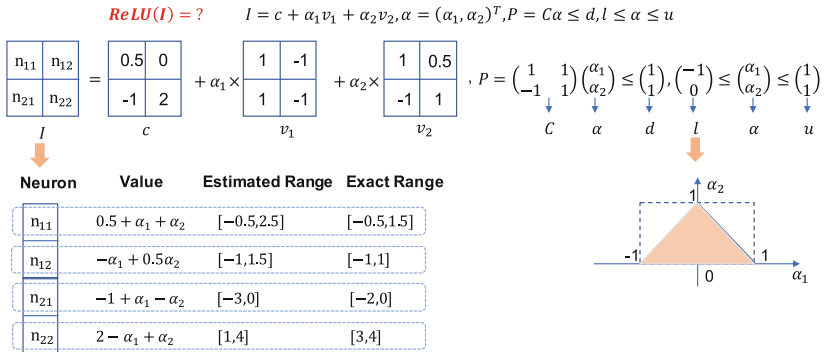 ReLU(I) = ? I = c + α₁v₁ + α₂v₂, α = (α₁, α₂)ᵀ, P = Cα ≤ d, l ≤ α ≤ u
n₁₁ n₁₂ = 0.5 0 + α₁× 1 -1 + α₂× 1 0.5 , P = (1 1; −1 1)(α₁; α₂) ≤ (1; 1), (−1; 0) ≤ (α₁; α₂) ≤ (1; 1)
n₂₁ n₂₂ -1 2 1 -1 -1 1
I c v₁ v₂ C α d l α u
Neuron Value Estimated Range Exact Range
n₁₁ 0.5 + α₁ + α₂ [−0.5,2.5] [−0.5,1.5]
n₁₂ −α₁ + 0.5α₂ [−1,1.5] [−1,1]
n₂₁ −1 + α₁ − α₂ [−3,0] [−2,0]
n₂₂ 2 − α₁ + α₂ [1,4] [3,4]
1 α₂
-1 1
0 α₁